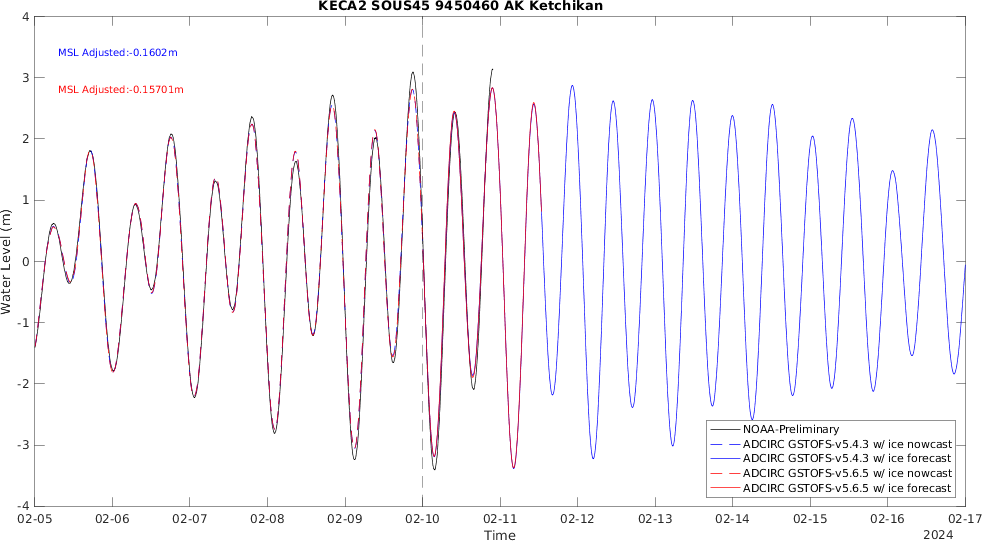 KECA2 SOUS45 9450460 AK Ketchikan
MSL Adjusted:-0.1602m
MSL Adjusted:-0.15701m
Water Level (m)
4
3
2
1
0
-1
-2
-3
-4
NOAA-Preliminary
ADCIRC GSTOFS-v5.4.3 w/ ice nowcast
ADCIRC GSTOFS-v5.4.3 w/ ice forecast
ADCIRC GSTOFS-v5.6.5 w/ ice nowcast
ADCIRC GSTOFS-v5.6.5 w/ ice forecast
02-05 02-06 02-07 02-08 02-09 02-10 02-11 02-12 02-13 02-14 02-15 02-16 02-17
Time
2024